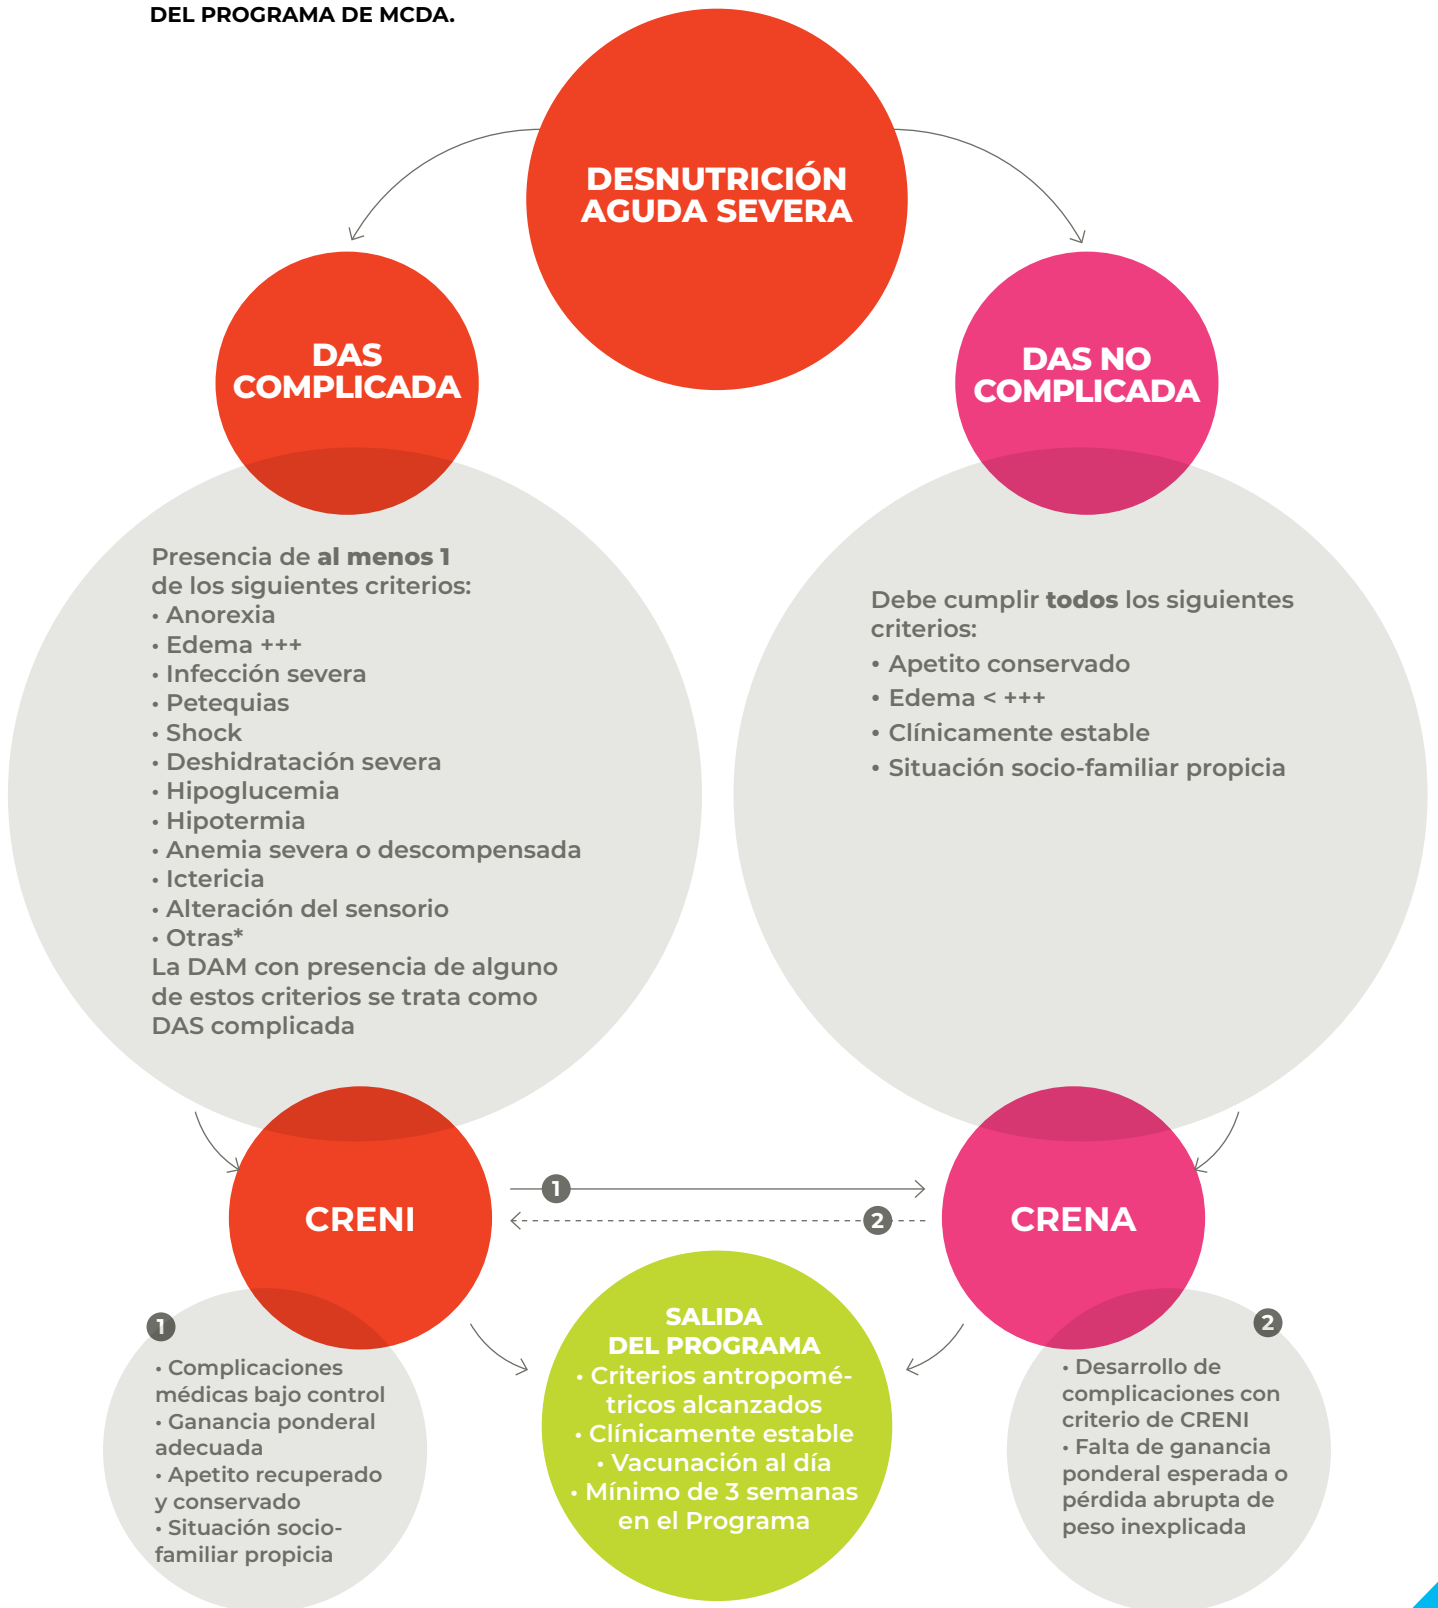 DEL PROGRAMA DE MCDA.
DESNUTRICIÓN
AGUDA SEVERA
DAS
COMPLICADA
DAS NO
COMPLICADA
Presencia de al menos 1
de los siguientes criterios:
• Anorexia
• Edema +++
• Infección severa
• Petequias
• Shock
• Deshidratación severa
• Hipoglucemia
• Hipotermia
• Anemia severa o descompensada
• Ictericia
• Alteración del sensorio
• Otras*
La DAM con presencia de alguno
de estos criterios se trata como
DAS complicada
Debe cumplir todos los siguientes
criterios:
• Apetito conservado
• Edema < +++
• Clínicamente estable
• Situación socio-familiar propicia
CRENI
1
2
CRENA
1
• Complicaciones
médicas bajo control
• Ganancia ponderal
adecuada
• Apetito recuperado
y conservado
• Situación socio-
familiar propicia
SALIDA
DEL PROGRAMA
• Criterios antropomé-
tricos alcanzados
• Clínicamente estable
• Vacunación al día
• Mínimo de 3 semanas
en el Programa
2
• Desarrollo de
complicaciones con
criterio de CRENI
• Falta de ganancia
ponderal esperada o
pérdida abrupta de
peso inexplicada